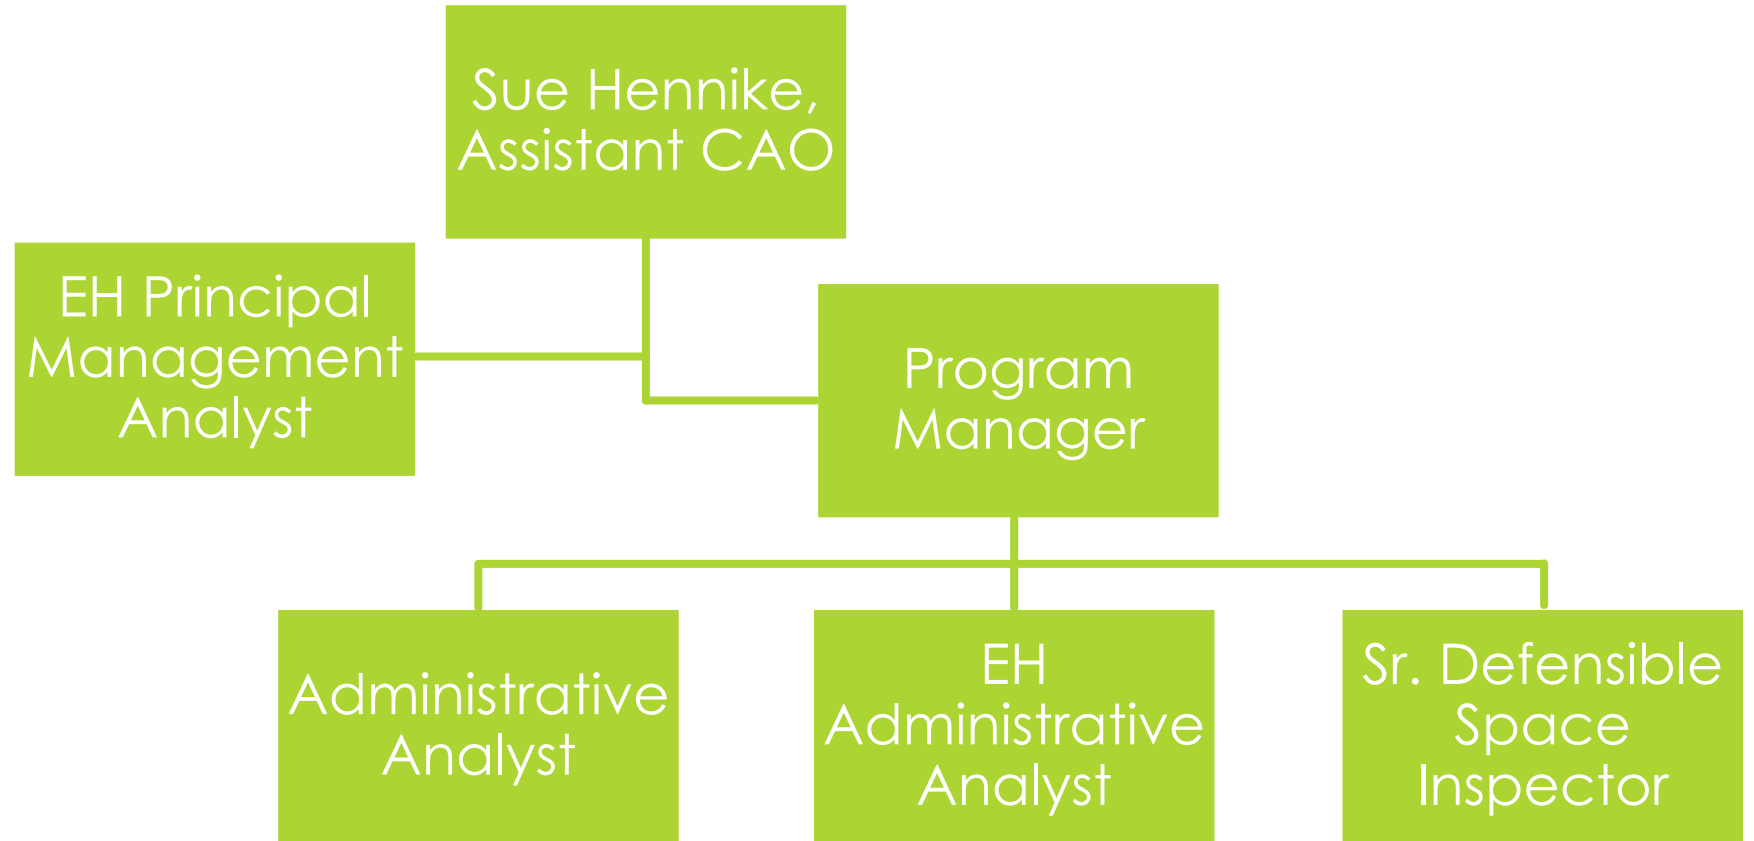 Sue Hennike,
Assistant CAO
EH Principal
Management
Analyst
Program
Manager
Administrative
Analyst
EH
Administrative
Analyst
Sr. Defensible
Space
Inspector